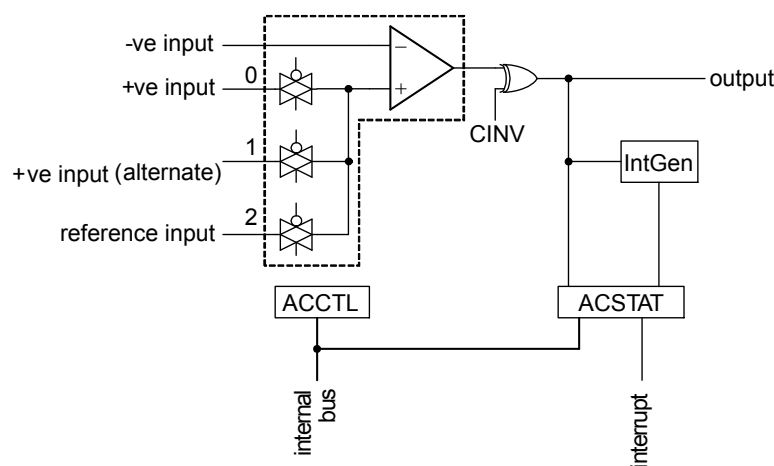 -ve input
+ve input
0
−
+
output
CINV
+ve input (alternate)
1
IntGen
reference input
2
ACCTL
ACSTAT
internal
bus
interrupt